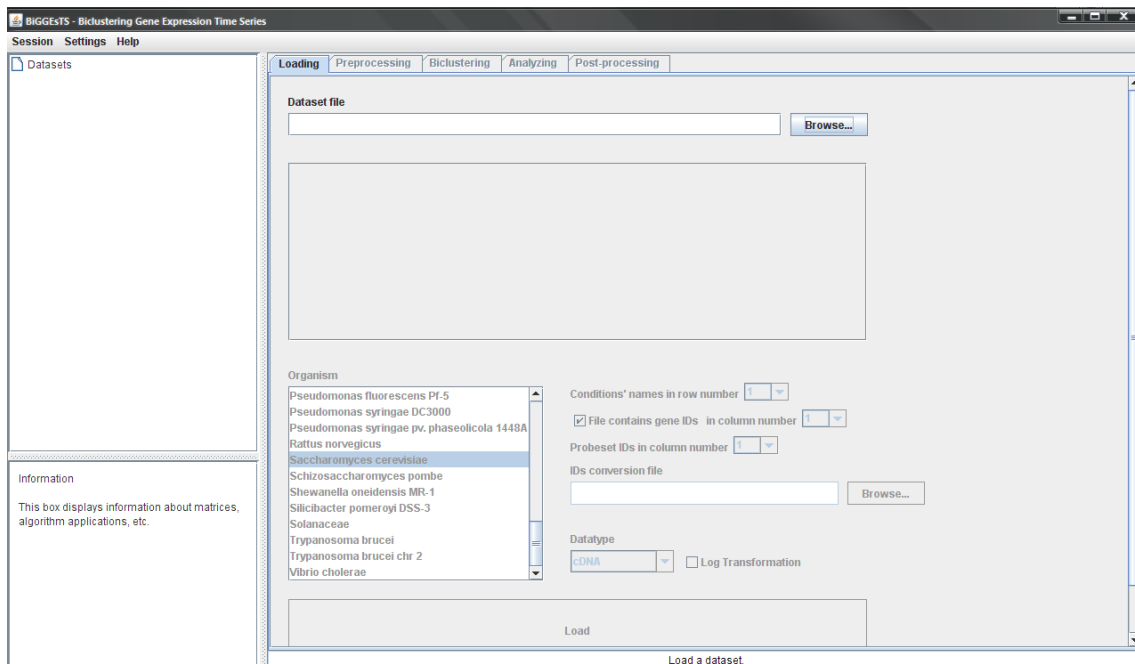 BiGGEsTS - Biclustering Gene Expression Time Series
Session Settings Help
Datasets
Loading Preprocessing Biclustering Analyzing Post-processing
Dataset file
Browse...
Organism
Pseudomonas fluorescens Pf-5
Pseudomonas syringae DC3000
Pseudomonas syringae pv. phaseolicola 1448A
Rattus norvegicus
Saccharomyces cerevisiae
Schizosaccharomyces pombe
Shewanella oneidensis MR-1
Silicibacter pomeroyi DSS-3
Solanaceae
Trypanosoma brucei
Trypanosoma brucei chr 2
Vibrio cholerae
Conditions' names in row number 1
File contains gene IDs in column number 1
Probeset IDs in column number 1
IDs conversion file
Browse...
Datatype
cDNA Log Transformation
Load
Information
This box displays information about matrices,
algorithm applications, etc.
Load a dataset.